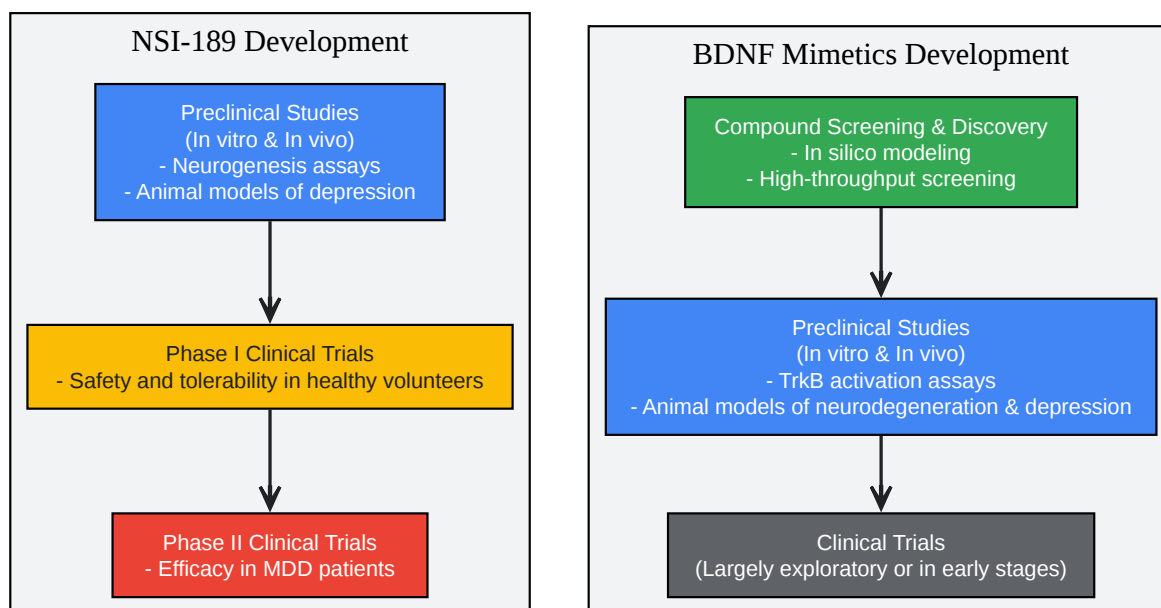 NSI-189 Development
Preclinical Studies
(In vitro & In vivo)
- Neurogenesis assays
- Animal models of depression
Phase I Clinical Trials
- Safety and tolerability in healthy volunteers
Phase II Clinical Trials
- Efficacy in MDD patients
BDNF Mimetics Development
Compound Screening & Discovery
- In silico modeling
- High-throughput screening
Preclinical Studies
(In vitro & In vivo)
- TrkB activation assays
- Animal models of neurodegeneration & depression
Clinical Trials
(Largely exploratory or in early stages)